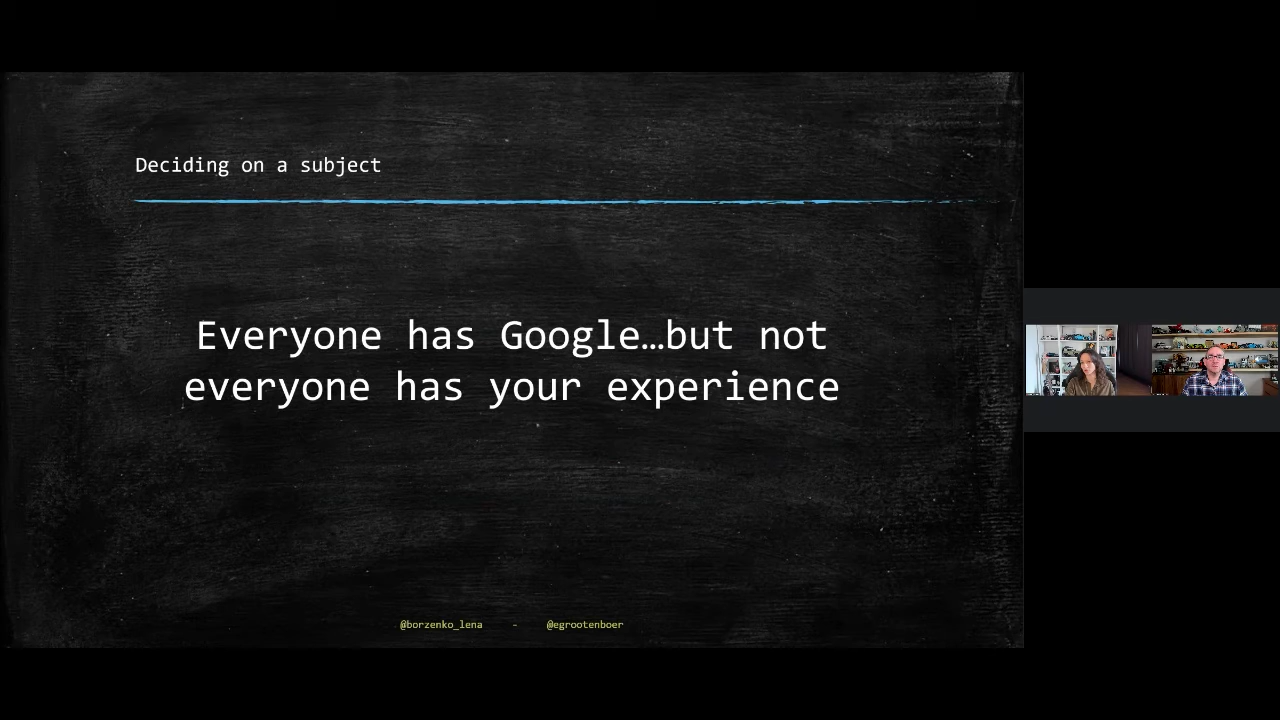 Deciding on a subject
Everyone has Google…but not
everyone has your experience
@borzenko_lena - @egrootenboer